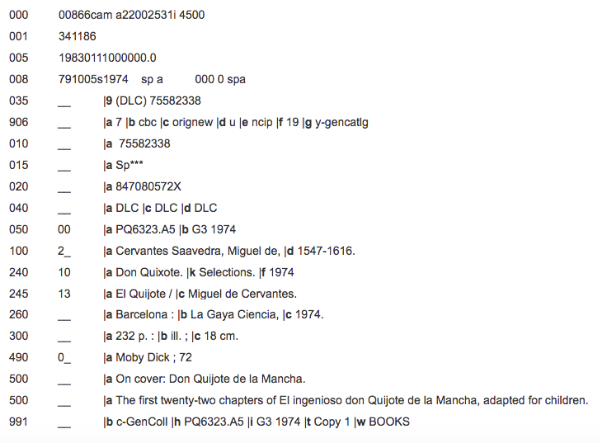 000 00866cam a22002531i 4500
001 341186
005 19830111000000.0
008 791005s1974 sp a 000 0 spa
035 __ |9 (DLC) 75582338
906 __ |a 7 |b cbc |c orignew |d u |e ncip |f 19 |g y-gencatlg
010 __ |a 75582338
015 __ |a Sp***
020 __ |a 847080572X
040 __ |a DLC |c DLC |d DLC
050 00 |a PQ6323.A5 |b G3 1974
100 2_ |a Cervantes Saavedra, Miguel de, |d 1547-1616.
240 10 |a Don Quixote. |k Selections. |f 1974
245 13 |a El Quijote / |c Miguel de Cervantes.
260 __ |a Barcelona : |b La Gaya Ciencia, |c 1974.
300 __ |a 232 p. : |b ill. ; |c 18 cm.
490 0_ |a Moby Dick ; 72
500 __ |a On cover: Don Quijote de la Mancha.
500 __ |a The first twenty-two chapters of El ingenioso don Quijote de la Mancha, adapted for children.
991 __ |b c-GenColl |h PQ6323.A5 |i G3 1974 |t Copy 1 |w BOOKS